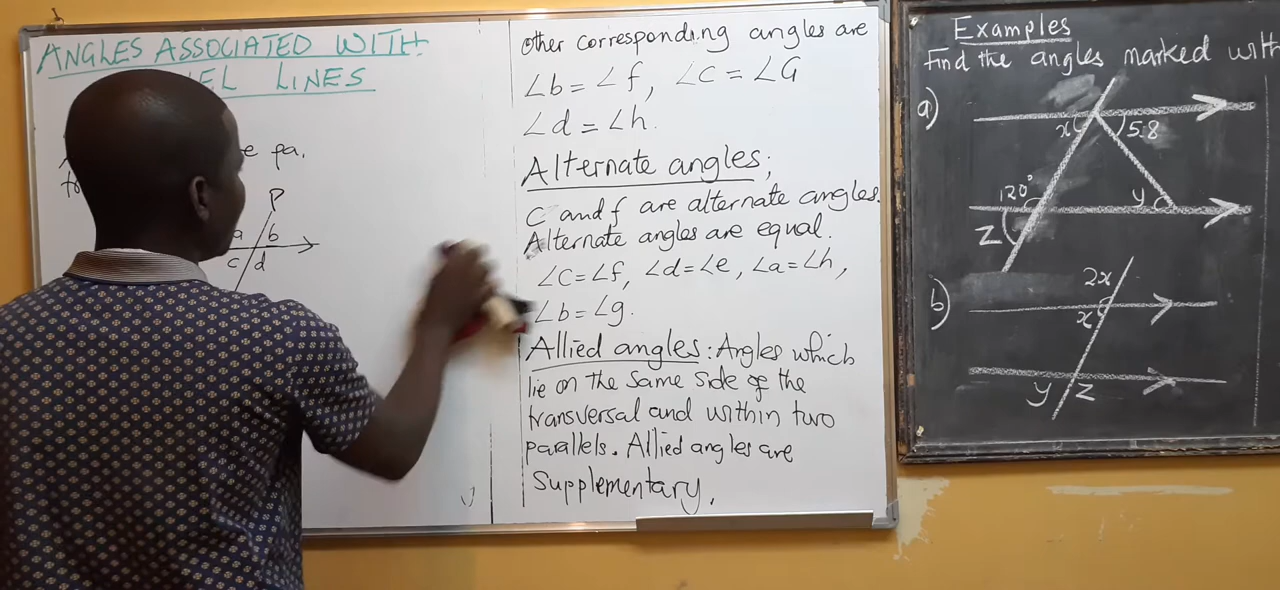 ANGLES ASSOCIATED WITH
LINES
pa.
P
a b
c d
other corresponding angles are
∠b = ∠f, ∠c = ∠G
∠d = ∠h.
Alternate angles;
C and f are alternate angles.
Alternate angles are equal.
∠c = ∠f, ∠d = ∠e, ∠a = ∠h,
∠b = ∠g.
Allied angles: Angles which
lie on the same side of the
transversal and within two
parallels. Allied angles are
Supplementary.
Examples
Find the angles marked with
a)
x 58
120° y
Z
b)
2x
x
y z